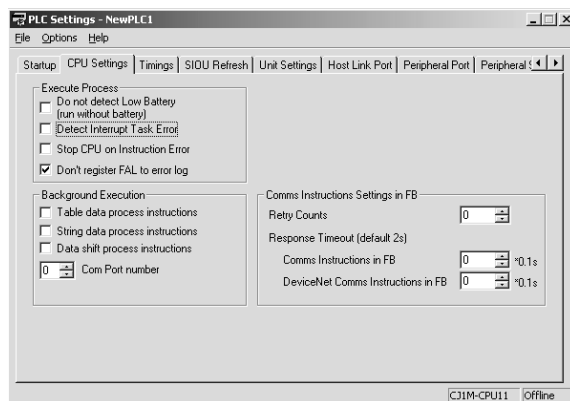 PLC Settings - NewPLC1
File Options Help
Startup CPU Settings Timings SIOU Refresh Unit Settings Host Link Port Peripheral Port Peripheral
Execute Process
Do not detect Low Battery
(run without battery)
Detect Interrupt Task Error
Stop CPU on Instruction Error
Don't register FAL to error log
Background Execution
Table data process instructions
String data process instructions
Data shift process instructions
0 Com Port number
Comms Instructions Settings in FB
Retry Counts 0
Response Timeout (default 2s)
Comms Instructions in FB 0 *0.1s
DeviceNet Comms Instructions in FB 0 *0.1s
CJ1M-CPU11 Offline